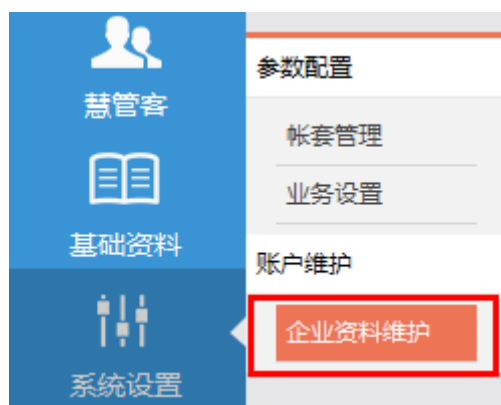 慧管客
基础资料
系统设置
参数配置
帐套管理
业务设置
账户维护
企业资料维护